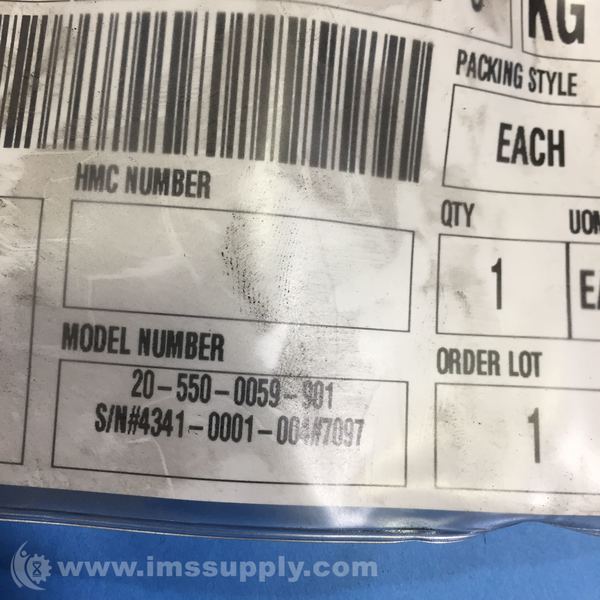 KG
PACKING STYLE
EACH
HMC NUMBER
QTY
1
MODEL NUMBER
20-550-0059-901
S/N#4341-0001-004#7097
ORDER LOT
1
www.imssupply.com